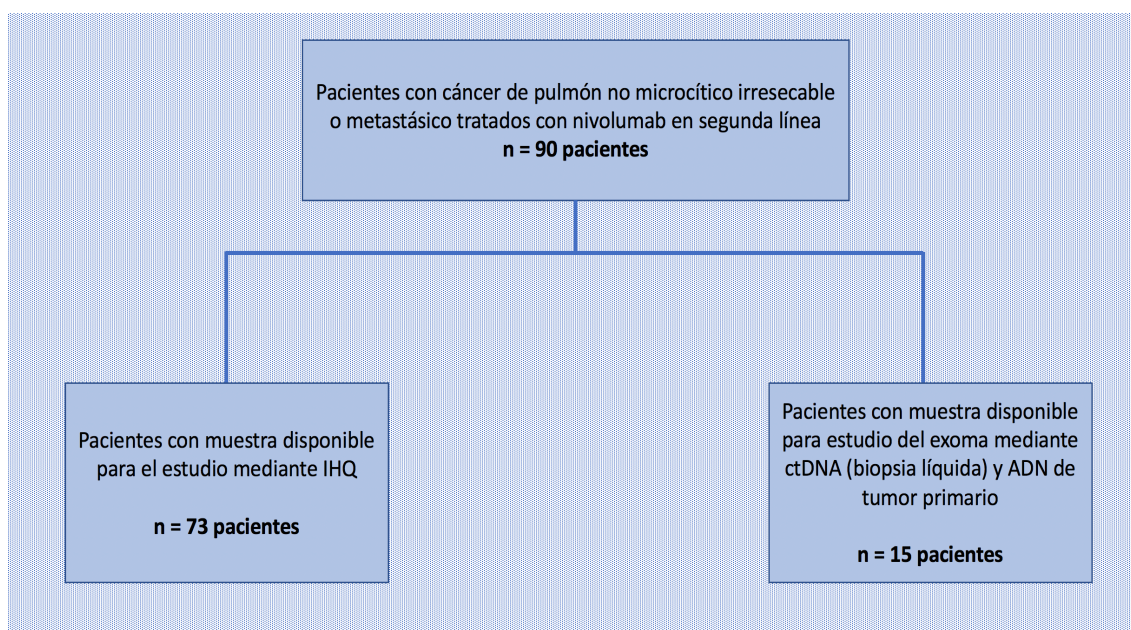 Pacientes con cáncer de pulmón no microcítico irresecable
o metastásico tratados con nivolumab en segunda línea
n = 90 pacientes
Pacientes con muestra disponible
para el estudio mediante IHQ
n = 73 pacientes
Pacientes con muestra disponible
para estudio del exoma mediante
ctDNA (biopsia líquida) y ADN de
tumor primario
n = 15 pacientes